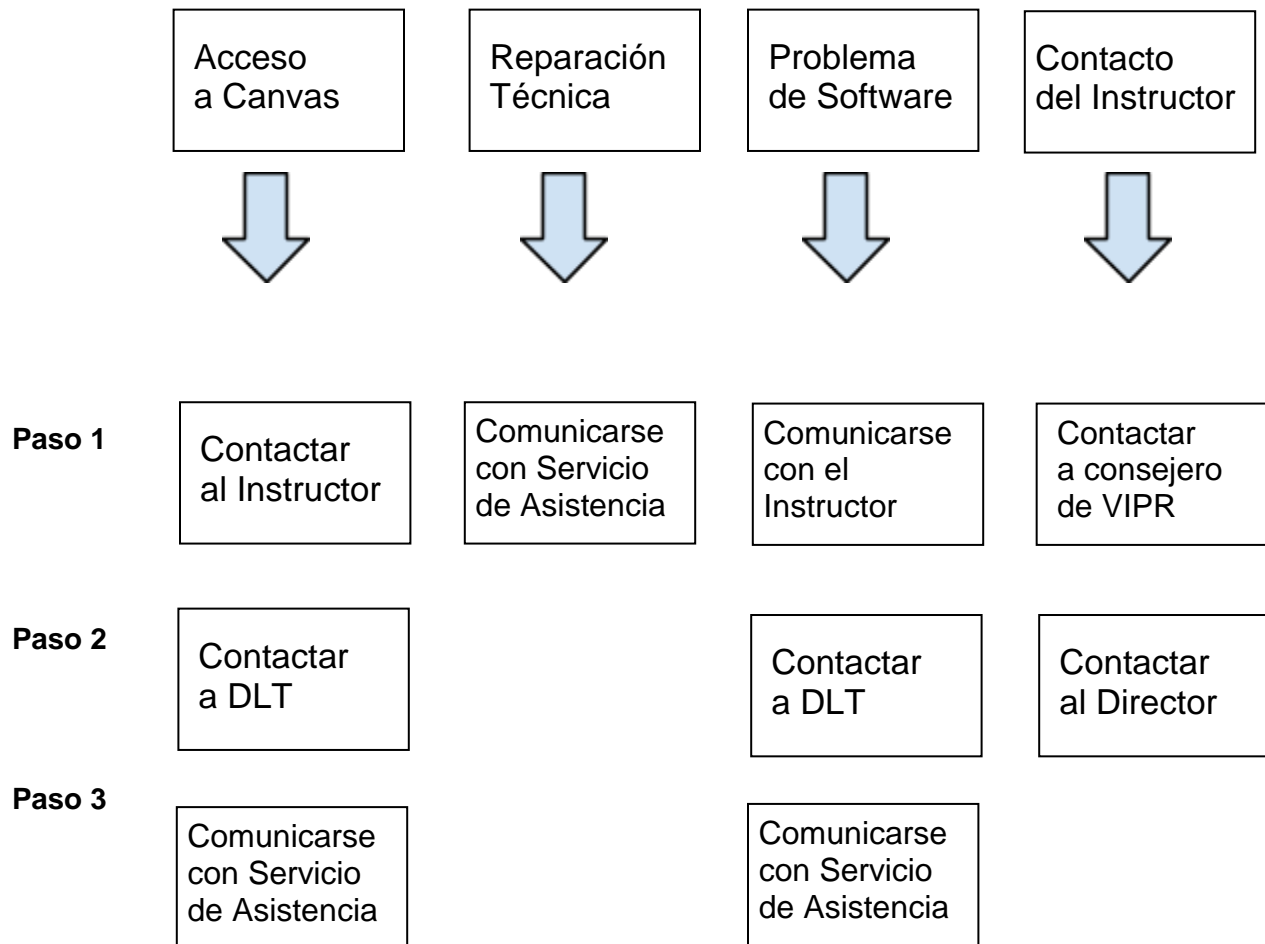 Acceso
a Canvas
Reparación
Técnica
Problema
de Software
Contacto
del Instructor
Paso 1
Contactar
al Instructor
Comunicarse
con Servicio
de Asistencia
Comunicarse
con el
Instructor
Contactar
a consejero
de VIPR
Paso 2
Contactar
a DLT
Contactar
a DLT
Contactar
al Director
Paso 3
Comunicarse
con Servicio
de Asistencia
Comunicarse
con Servicio
de Asistencia